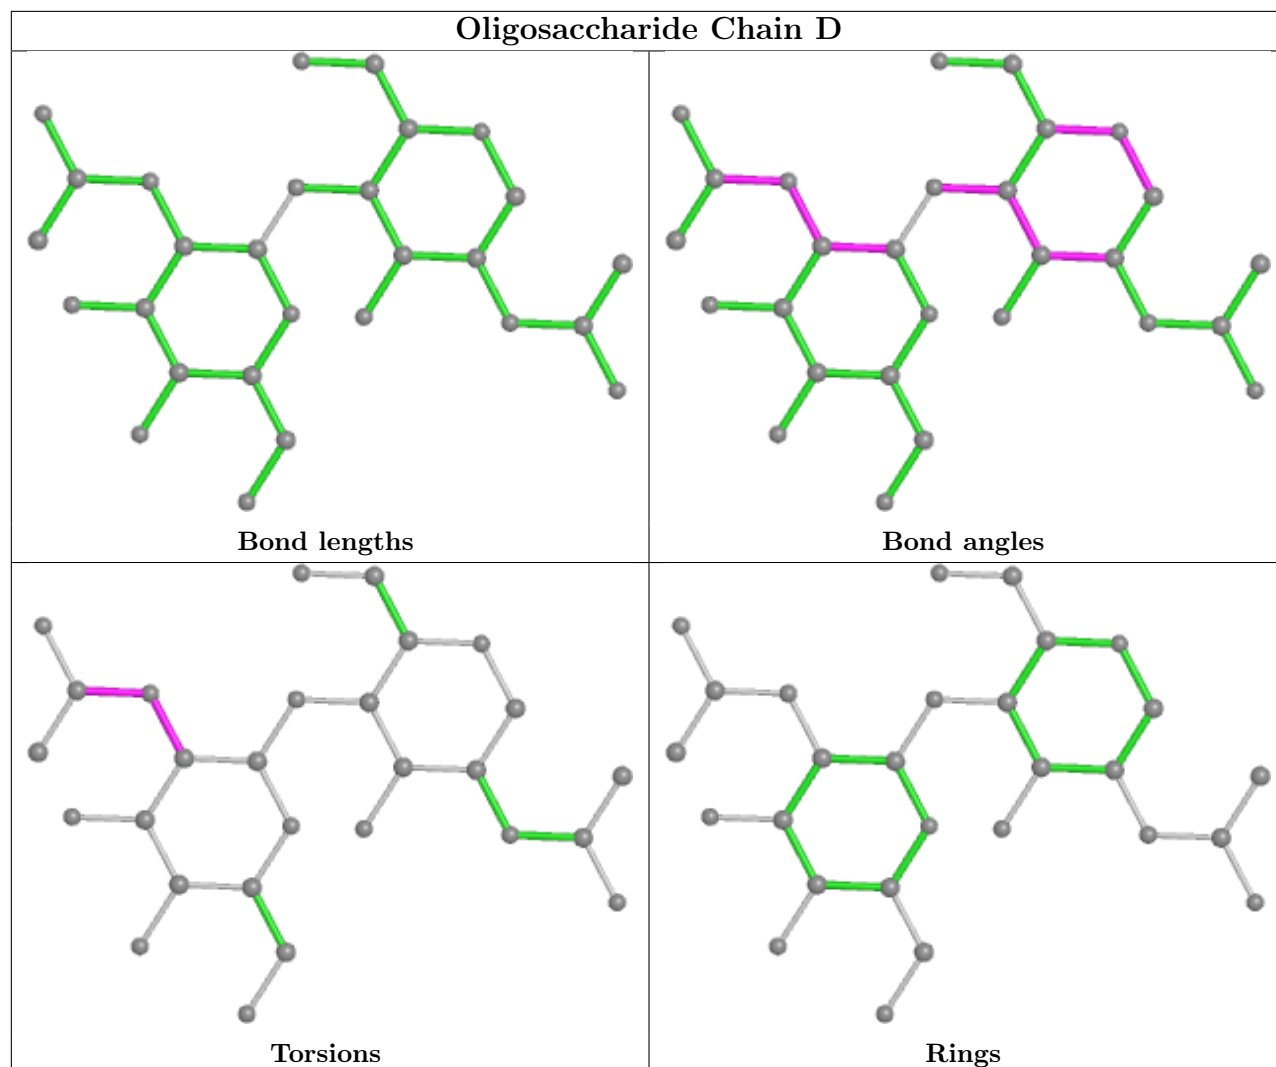 Oligosaccharide Chain D
Bond lengths
Bond angles
Torsions
Rings